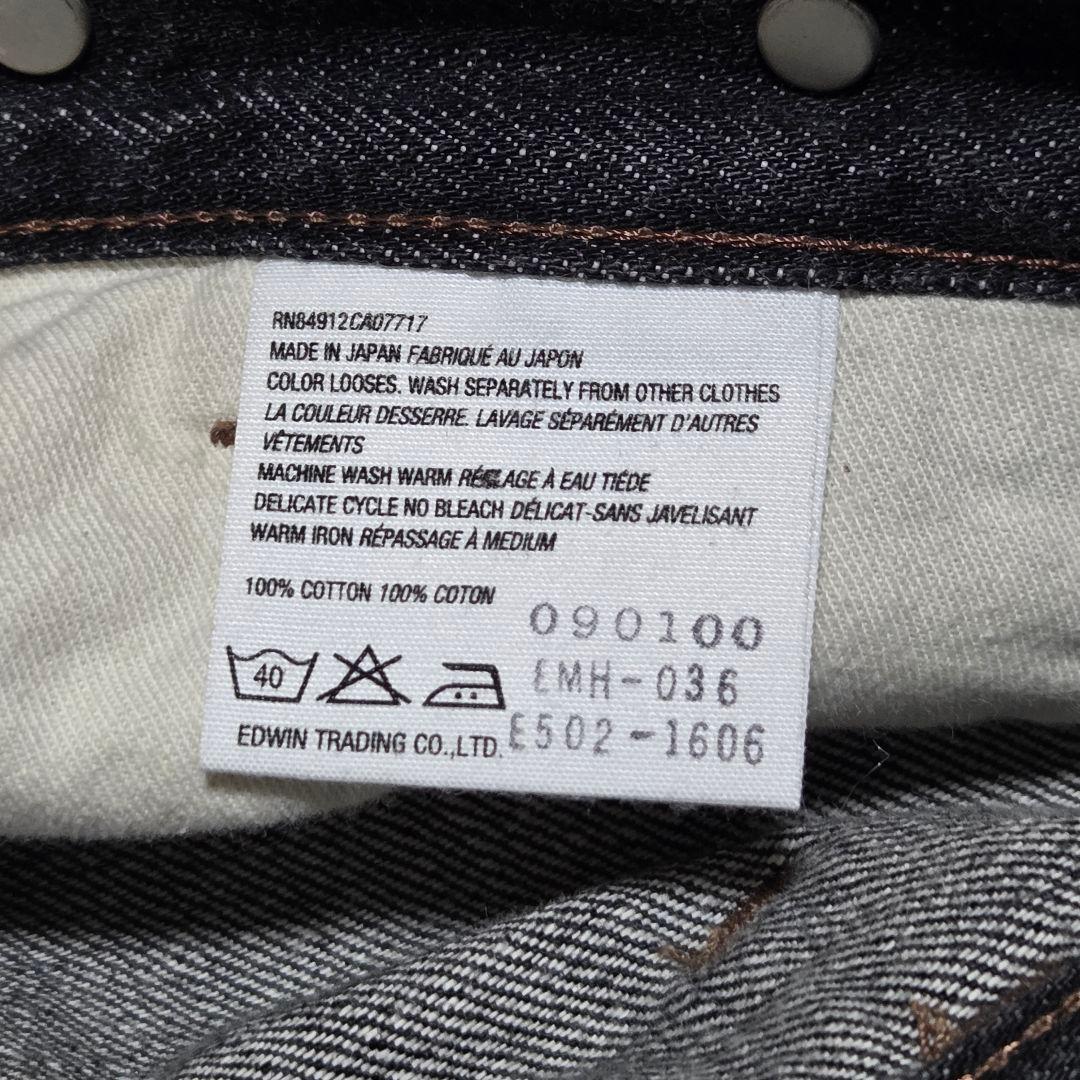 RN84912CA07717
MADE IN JAPAN FABRIQUÉ AU JAPON
COLOR LOOSES. WASH SEPARATELY FROM OTHER CLOTHES
LA COULEUR DESSERRE. LAVAGE SÉPARÉMENT D'AUTRES
VÊTEMENTS
MACHINE WASH WARM RÉGLAGE À EAU TIÉDE
DELICATE CYCLE NO BLEACH DÉLICAT-SANS JAVELISANT
WARM IRON RÉPASSAGE À MEDIUM
100% COTTON 100% COTON
090100
EMH-036
40
EDWIN TRADING CO.,LTD.
E502-1606